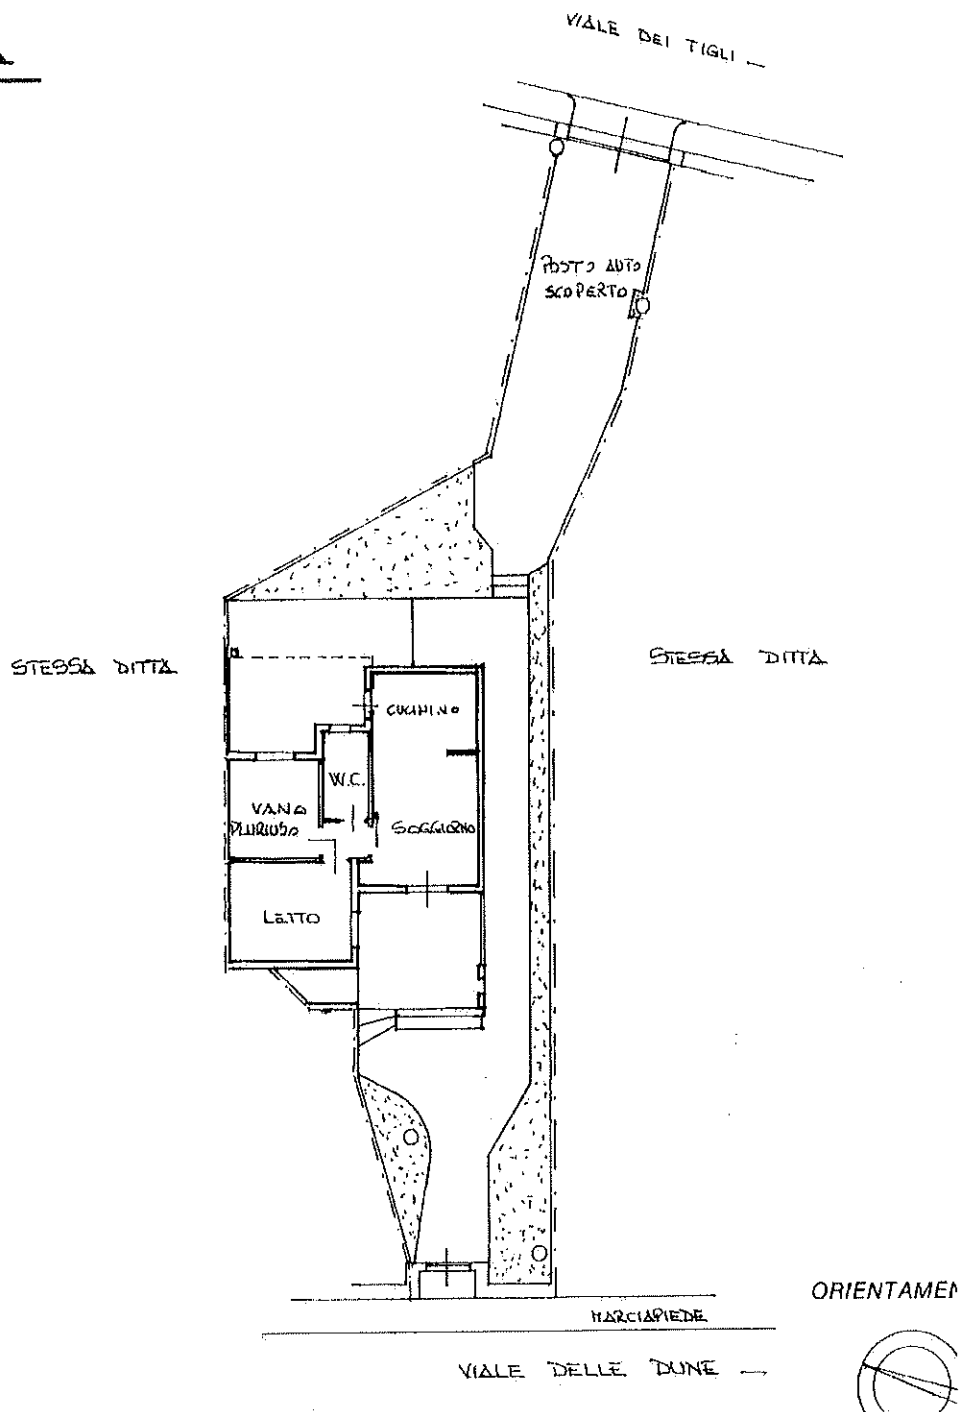 VIALE DEI TIGLI
POSTO AUTO
SCOPERTO
STESSA DITTA
STESSA DITTA
CUCININO
W.C.
VANO
PLURIUSO
SOGGIORNO
LETTO
ORIENTAMEN
MARCIAPIEDE
VIALE DELLE DUNE